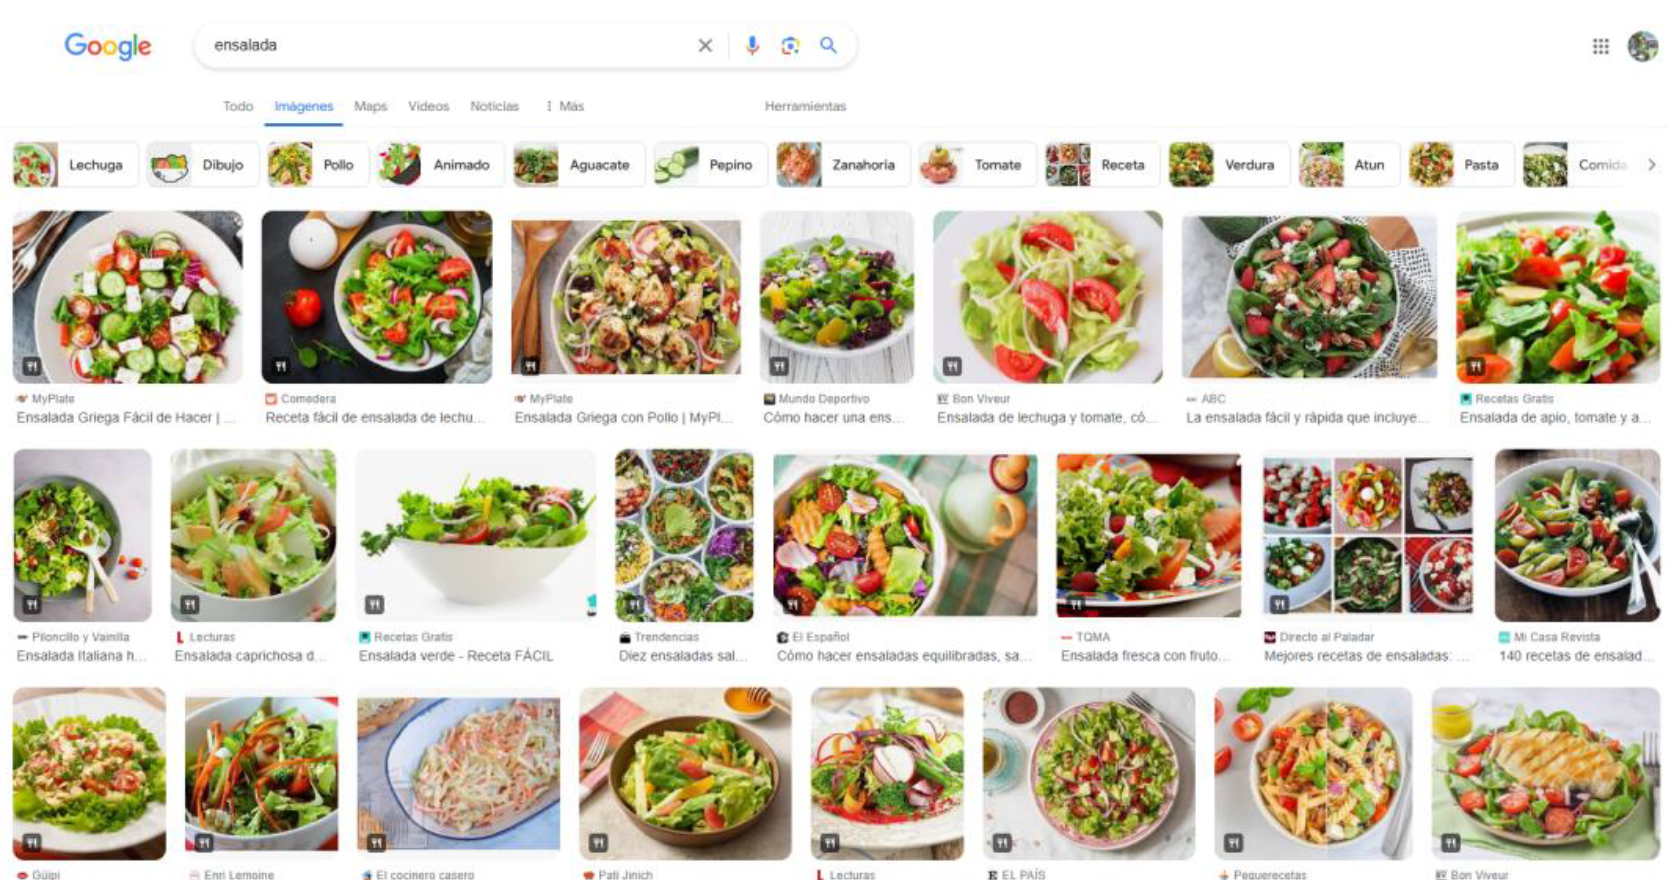 Google
ensalada
Todo Imágenes Maps Videos Noticias Más Herramientas
Lechuga Dibujo Pollo Animado Aguacate Pepino Zanahoria Tomate Receta Verdura Atun Pasta Comida
MyPlate Comedera MyPlate Mundo Deportivo Bon Viveur ABC Recetas Gratis
Ensalada Griega Fácil de Hacer | ... Receta fácil de ensalada de lechu... Ensalada Griega con Pollo | MyPl... Cómo hacer una ens... Ensalada de lechuga y tomate, có... La ensalada fácil y rápida que incluye... Ensalada de apio, tomate y a...
Piloncillo y Vainilla Lecturas Recetas Gratis Trendencias El Español TQMA Directo al Paladar Mi Casa Revista
Ensalada Italiana h... Ensalada caprichosa d... Ensalada verde - Receta FÁCIL Diez ensaladas sal... Cómo hacer ensaladas equilibradas, sa... Ensalada fresca con fruto... Mejores recetas de ensaladas: ... 140 recetas de ensalad...
Güipi Enri Lemoine El cocinero casero Pati Jinich Lecturas EL PAÍS Pequerecetas Bon Viveur